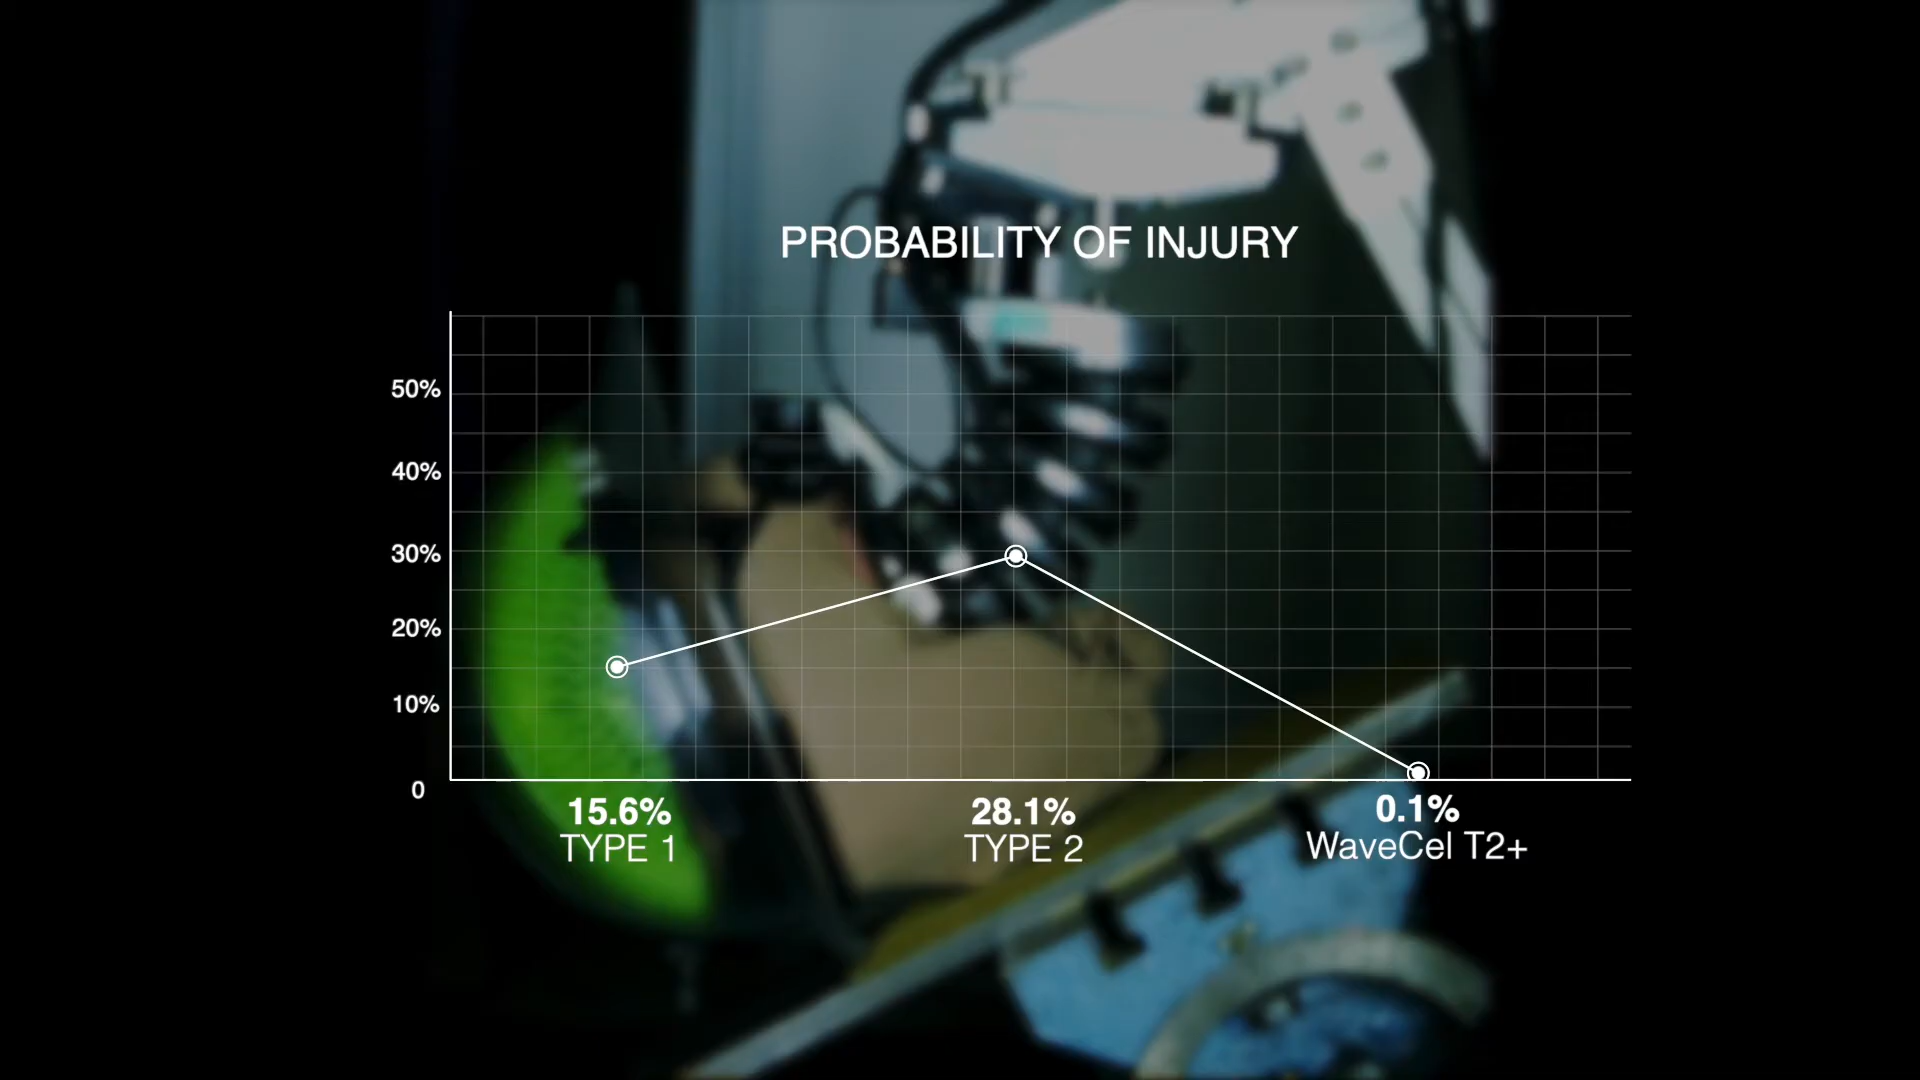 PROBABILITY OF INJURY
50%
40%
30%
20%
10%
0
15.6%
TYPE 1
28.1%
TYPE 2
0.1%
WaveCel T2+